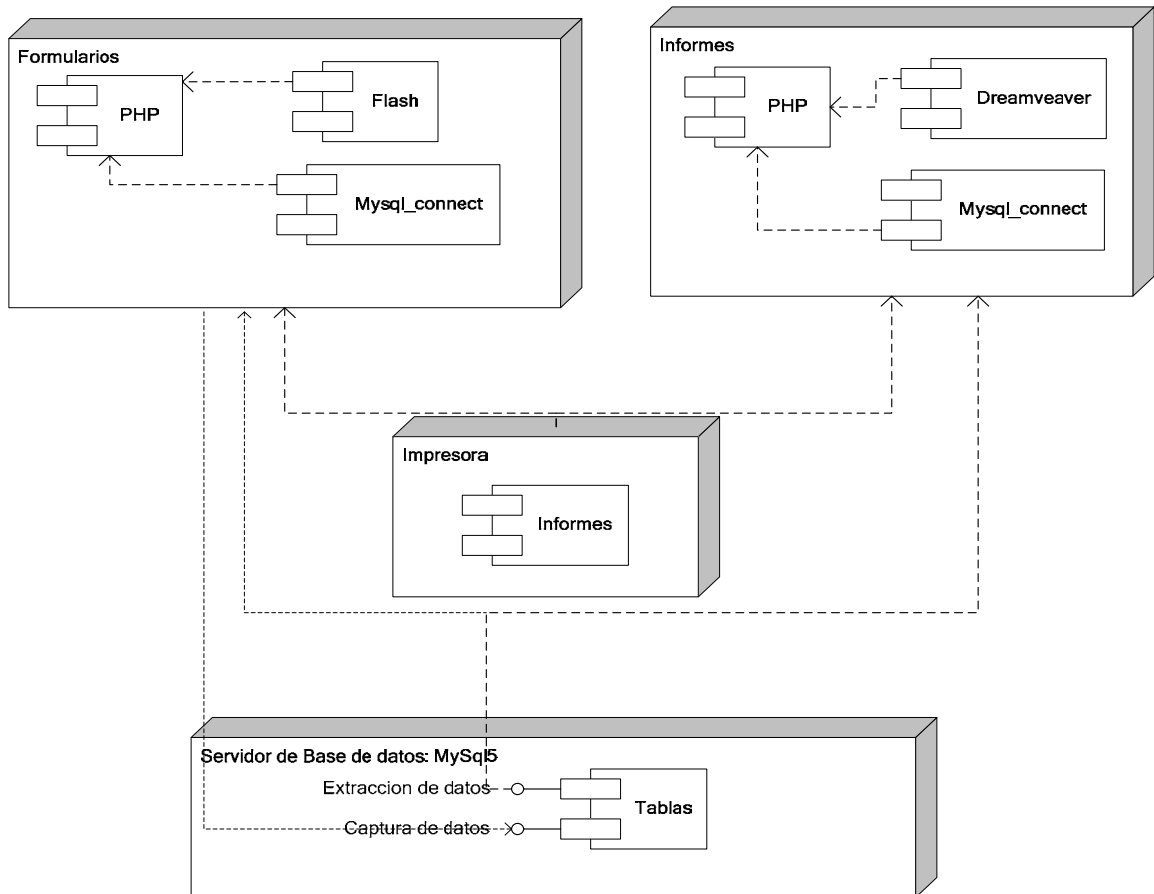 Formularios
PHP
Flash
Mysql_connect
Informes
PHP
Dreamveaver
Mysql_connect
Impresora
Informes
Servidor de Base de datos: MySql5
Extraccion de datos
Captura de datos
Tablas